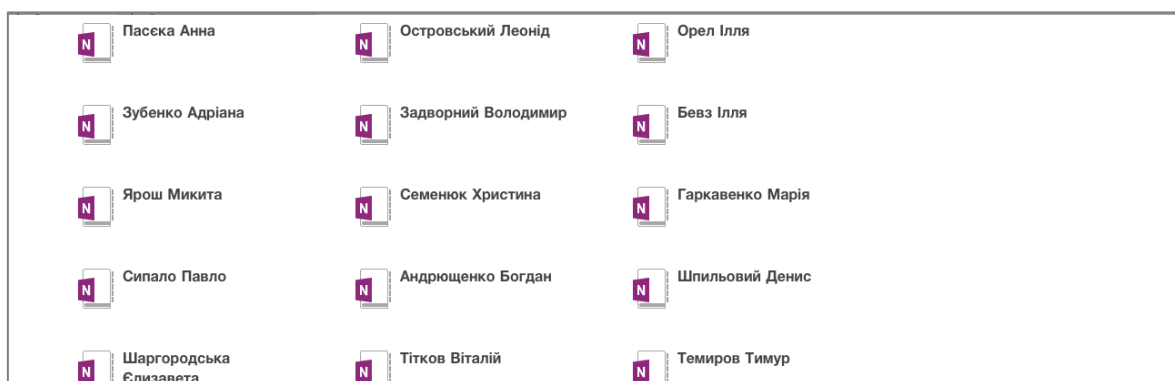 Пасєка Анна
Островський Леонід
Орел Ілля
Зубенко Адріана
Задворний Володимир
Бевз Ілля
Ярош Микита
Семенюк Христина
Гаркавенко Марія
Сипало Павло
Андрющенко Богдан
Шпильовий Денис
Шаргородська
Єлизавета
Тітков Віталій
Темиров Тимур